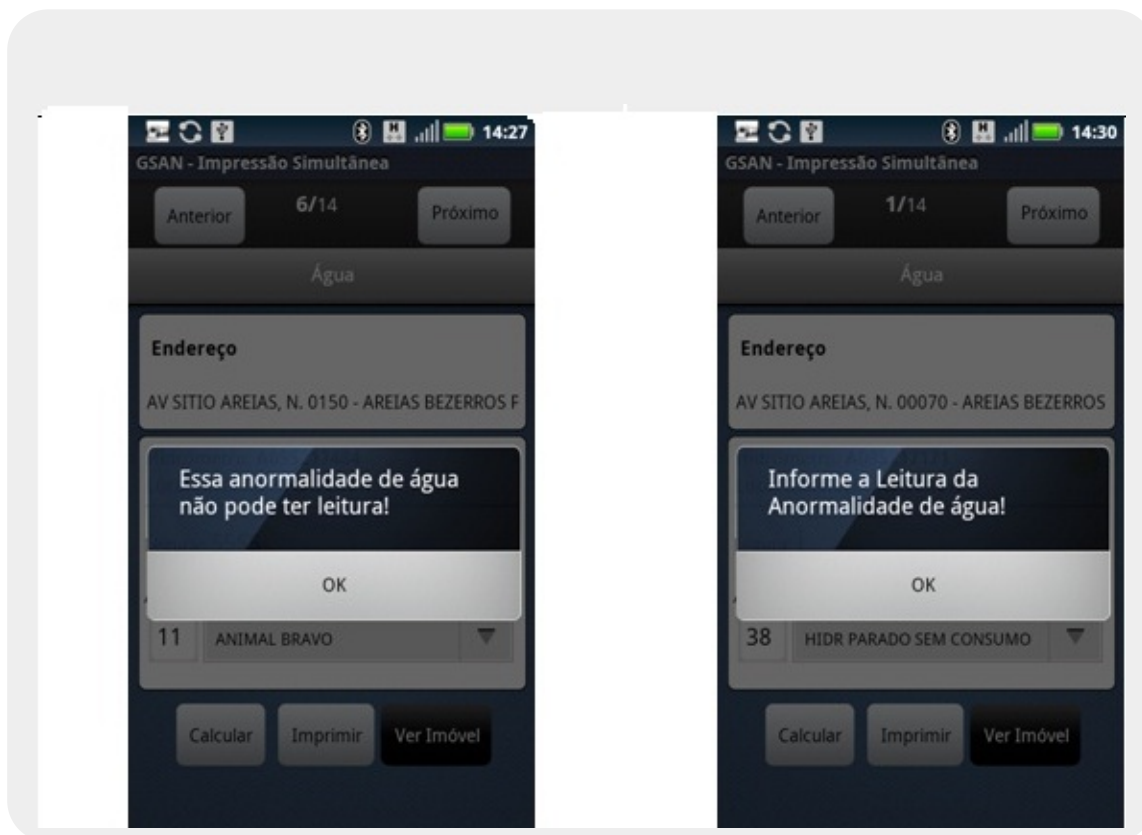 14:27
GSAN - Impressão Simultânea
Anterior 6/14 Próximo
Água
Endereço
AV SITIO AREIAS, N. 0150 - AREIAS BEZERROS F
Essa anormalidade de água
não pode ter leitura!
OK
11 ANIMAL BRAVO
Calcular Imprimir Ver Imóvel
14:30
GSAN - Impressão Simultânea
Anterior 1/14 Próximo
Água
Endereço
AV SITIO AREIAS, N. 00070 - AREIAS BEZERROS
Informe a Leitura da
Anormalidade de água!
OK
38 HIDR PARADO SEM CONSUMO
Calcular Imprimir Ver Imóvel